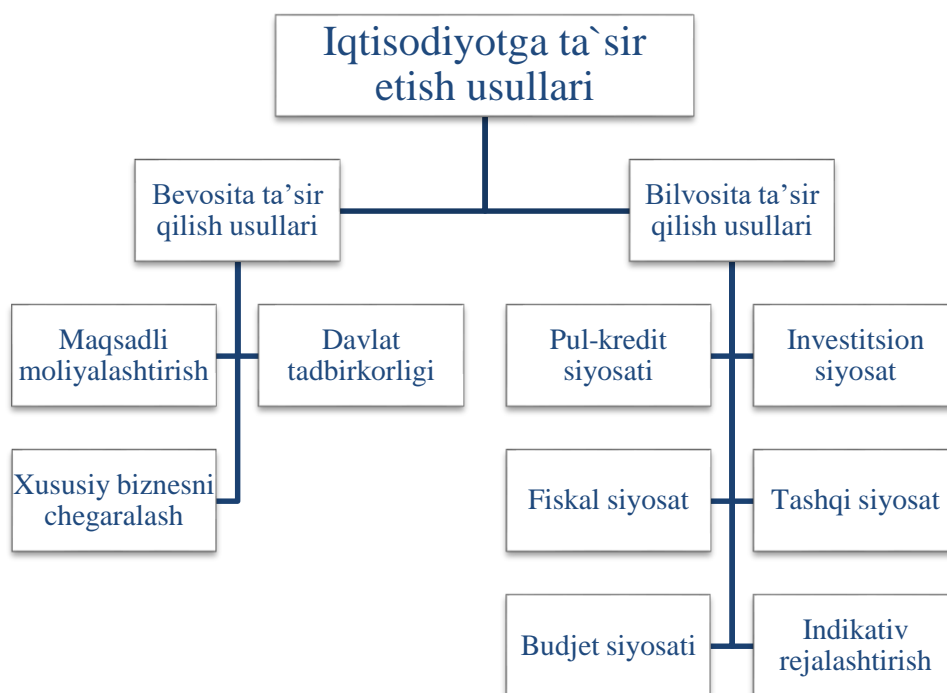 Iqtisodiyotga ta`sir
etish usullari
Bevosita ta’sir
qilish usullari
Bilvosita ta’sir
qilish usullari
Maqsadli
moliyalashtirish
Davlat
tadbirkorligi
Pul-kredit
siyosati
Investitsion
siyosat
Xususiy biznesni
chegaralash
Fiskal siyosat
Tashqi siyosat
Budjet siyosati
Indikativ
rejalashtirish